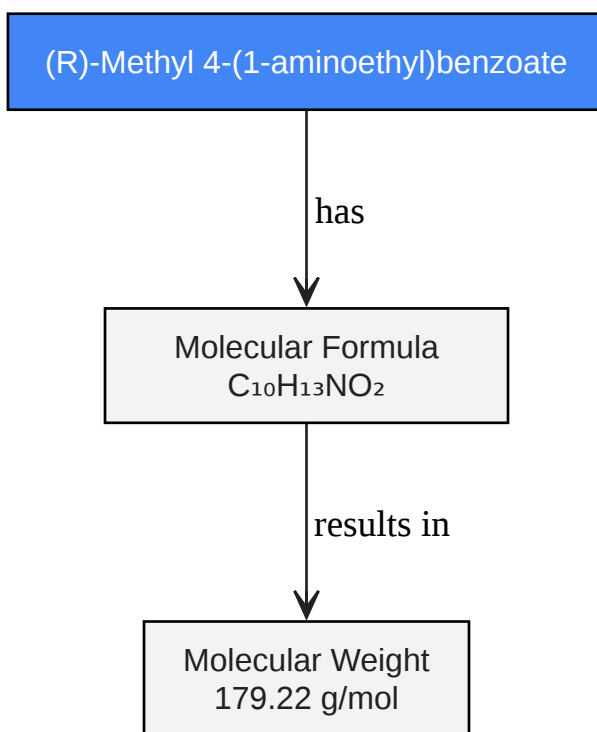 (R)-Methyl 4-(1-aminoethyl)benzoate
has
Molecular Formula
C₁₀H₁₃NO₂
results in
Molecular Weight
179.22 g/mol